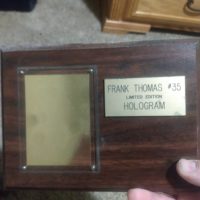 FRANK THOMAS #35
LIMITED EDITION
HOLOGRAM